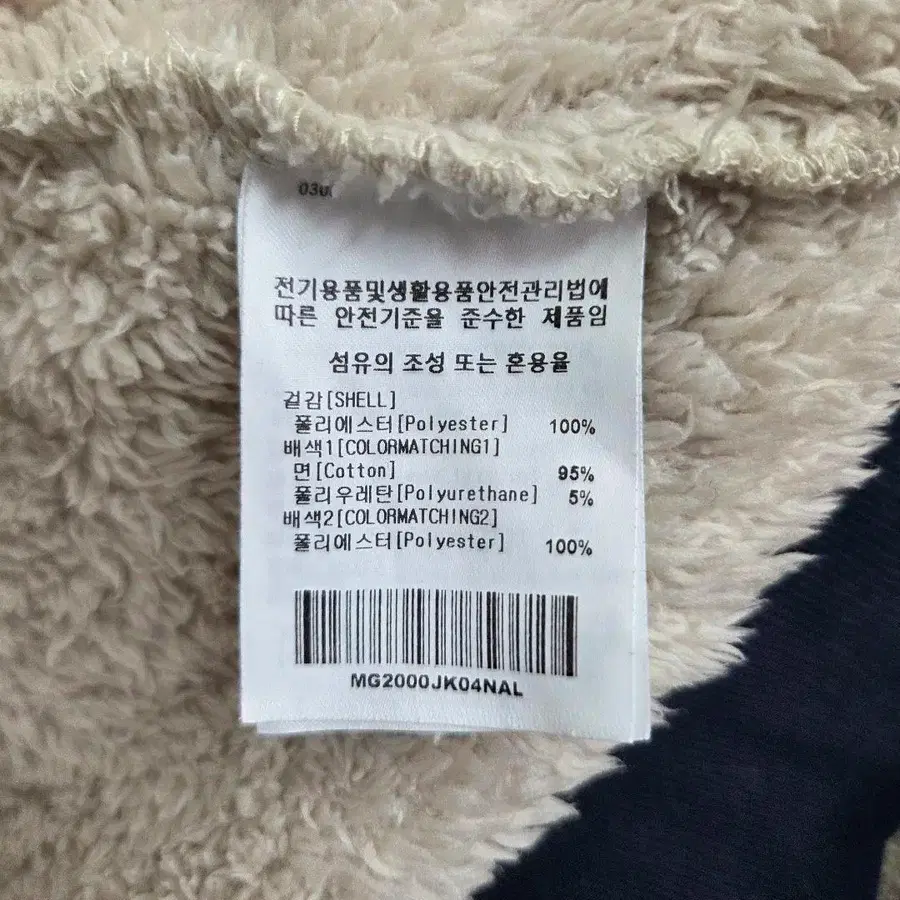 전기용품및생활용품안전관리법에
따른 안전기준을 준수한 제품임
섬유의 조성 또는 혼용율
겉감[SHELL]
폴리에스터[Polyester] 100%
배색1[COLORMATCHING1]
면[Cotton] 95%
폴리우레탄[Polyurethane] 5%
배색2[COLORMATCHING2]
폴리에스터[Polyester] 100%
MG2000JK04NAL